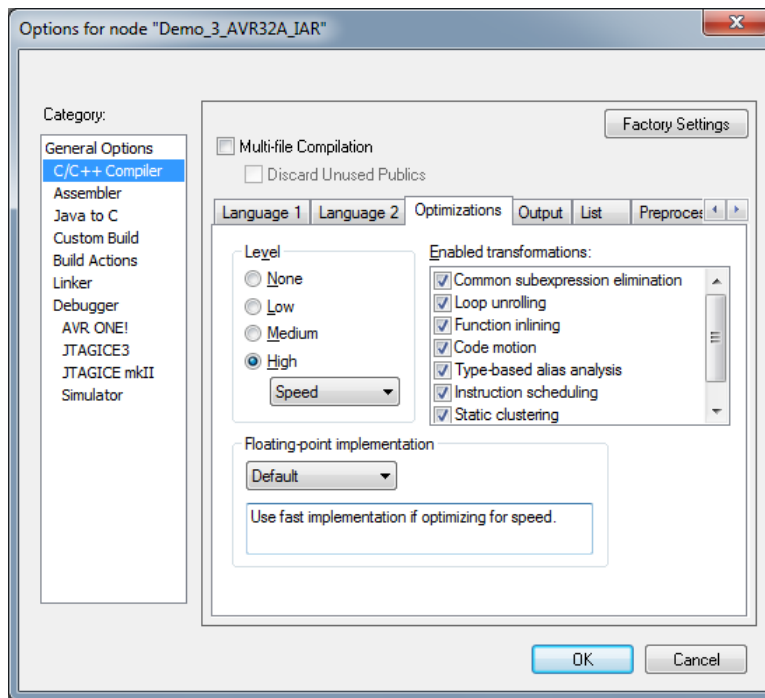 Options for node "Demo_3_AVR32A_IAR"
Category:
General Options
C/C++ Compiler
Assembler
Java to C
Custom Build
Build Actions
Linker
Debugger
AVR ONE!
JTAGICE3
JTAGICE mkII
Simulator
Factory Settings
Multi-file Compilation
Discard Unused Publics
Language 1 Language 2 Optimizations Output List Preproces
Level
None
Low
Medium
High
Speed
Enabled transformations:
Common subexpression elimination
Loop unrolling
Function inlining
Code motion
Type-based alias analysis
Instruction scheduling
Static clustering
Floating-point implementation
Default
Use fast implementation if optimizing for speed.
OK Cancel